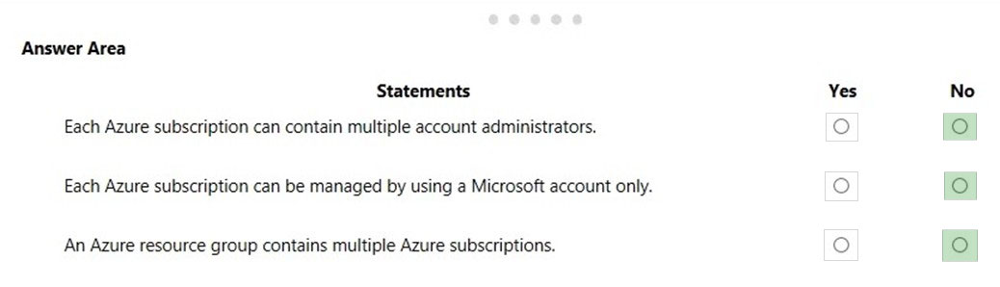 Answer Area
Statements Yes No
Each Azure subscription can contain multiple account administrators.
Each Azure subscription can be managed by using a Microsoft account only.
An Azure resource group contains multiple Azure subscriptions.